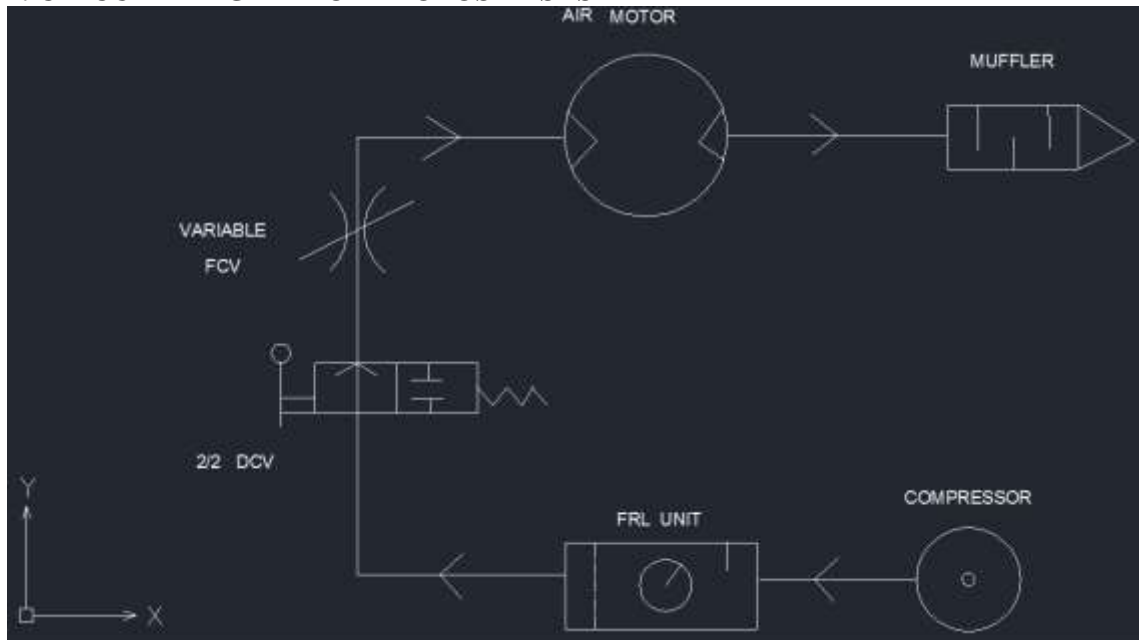 AIR MOTOR
MUFFLER
VARIABLE
FCV
2/2 DCV
COMPRESSOR
FRL UNIT
Y
X